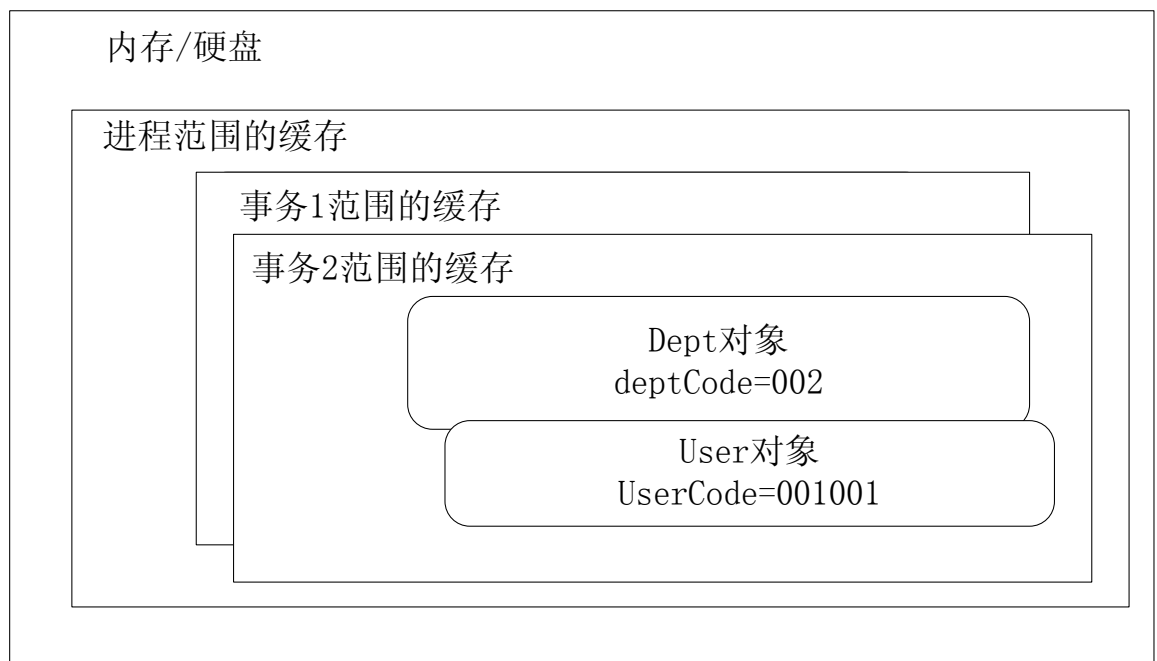 内存/硬盘
进程范围的缓存
事务1范围的缓存
事务2范围的缓存
Dept对象
deptCode=002
User对象
UserCode=001001